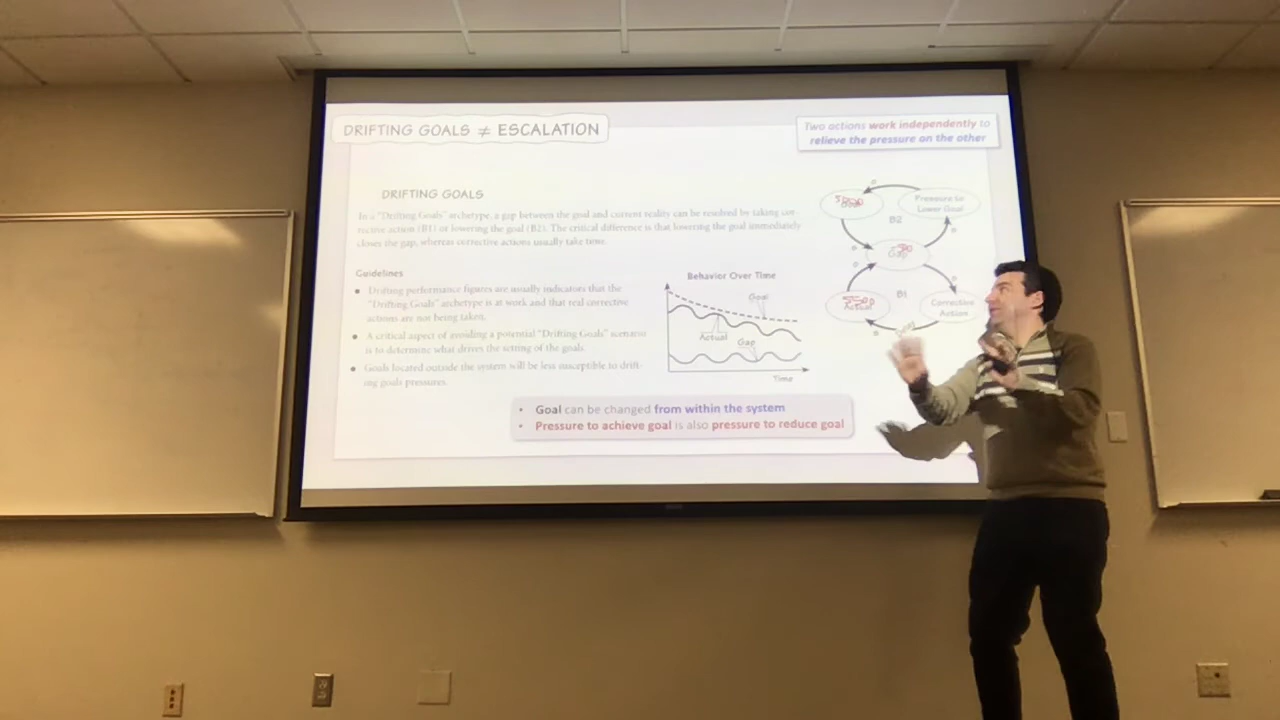 DRIFTING GOALS ≠ ESCALATION
Two actions work independently to
relieve the pressure on the other
DRIFTING GOALS
In a "Drifting Goals" archetype, a gap between the goal and current reality can be resolved by taking cor-
rective action (B1) or lowering the goal (B2). The critical difference is that lowering the goal immediately
closes the gap, whereas corrective actions usually take time.
Guidelines
• Drifting performance figures are usually indicators that the
"Drifting Goals" archetype is at work and that real corrective
actions are not being taken.
• A critical aspect of avoiding a potential "Drifting Goals" scenario
is to determine what drives the setting of the goals.
• Goals located outside the system will be less susceptible to drift-
ing goals pressures.
Behavior Over Time
Goal
Actual
Gap
Time
Pressure to
Lower Goal
B2
Gap
B1
Actual
Corrective
Action
• Goal can be changed from within the system
• Pressure to achieve goal is also pressure to reduce goal